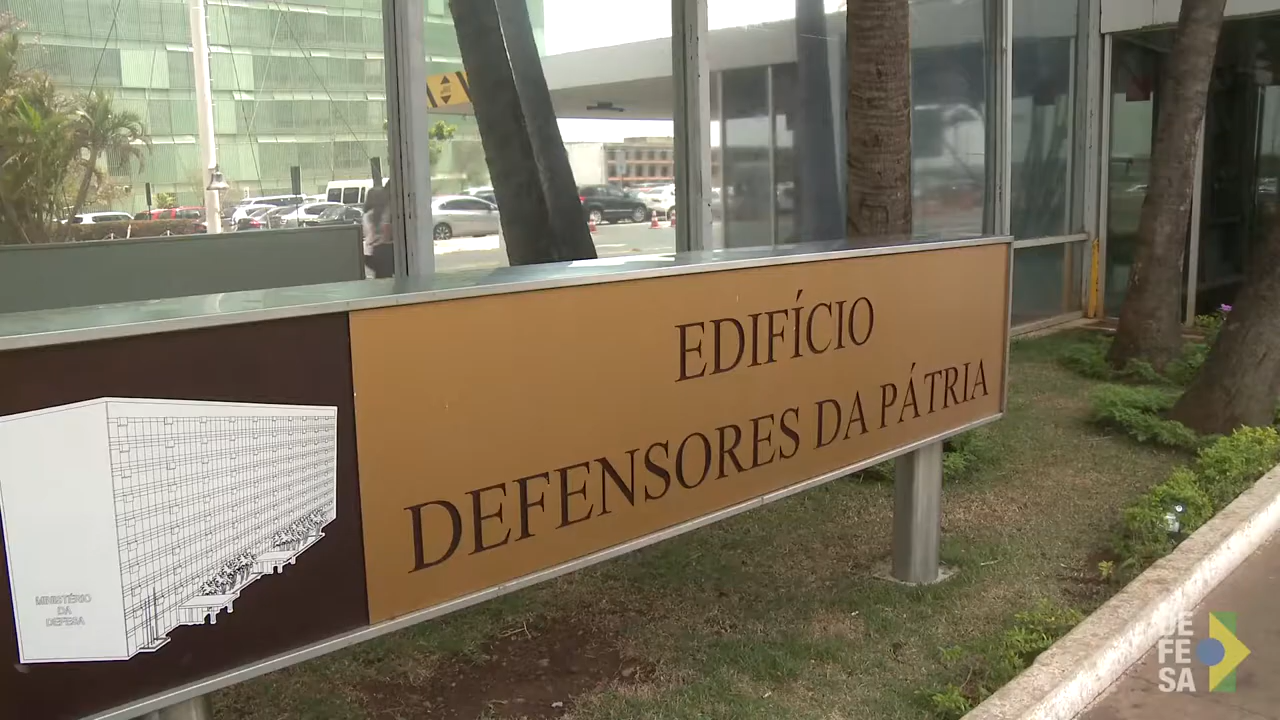 EDIFÍCIO
DEFENSORES DA PÁTRIA
MINISTÉRIO
DA
DEFESA
DE
FE
SA